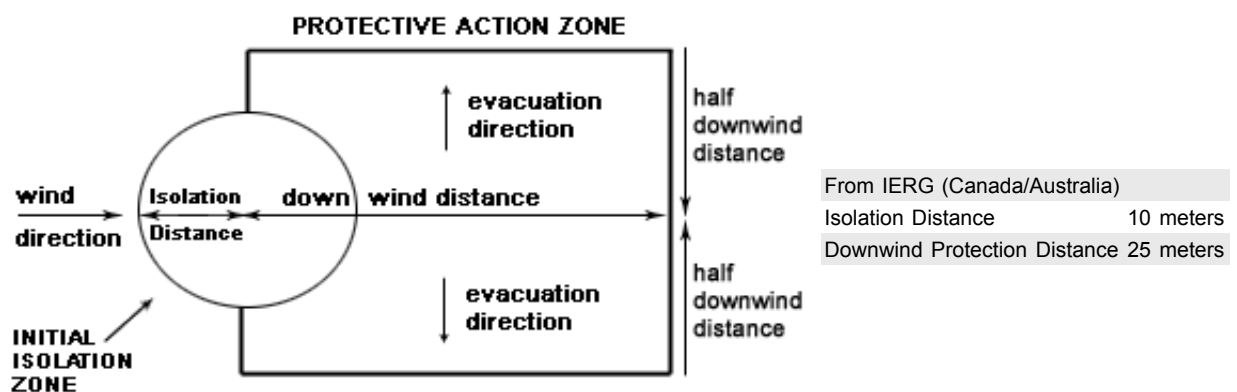 PROTECTIVE ACTION ZONE
evacuation
direction
half
downwind
distance
wind
direction
Isolation
Distance
down wind distance
evacuation
direction
half
downwind
distance
INITIAL
ISOLATION
ZONE
From IERG (Canada/Australia)
Isolation Distance 10 meters
Downwind Protection Distance 25 meters